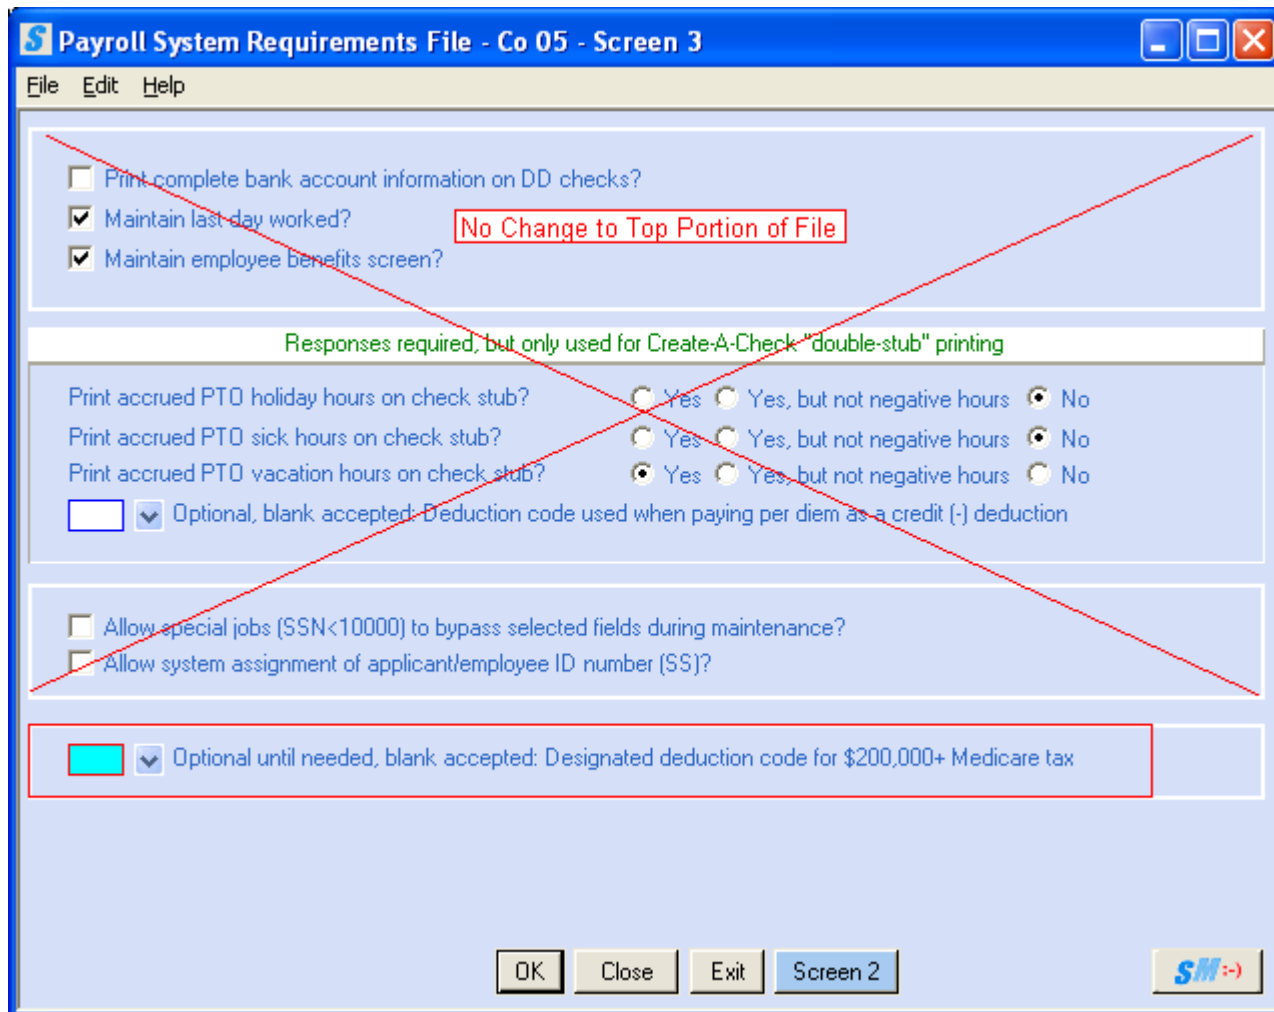 S Payroll System Requirements File - Co 05 - Screen 3
File Edit Help
Print complete bank account information on DD checks?
Maintain last day worked?
No Change to Top Portion of File
Maintain employee benefits screen?
Responses required, but only used for Create-A-Check "double-stub" printing
Print accrued PTO holiday hours on check stub? Yes Yes, but not negative hours No
Print accrued PTO sick hours on check stub? Yes Yes, but not negative hours No
Print accrued PTO vacation hours on check stub? Yes Yes, but not negative hours No
Optional, blank accepted: Deduction code used when paying per diem as a credit (-) deduction
Allow special jobs (SSN<10000) to bypass selected fields during maintenance?
Allow system assignment of applicant/employee ID number (SS)?
Optional until needed, blank accepted: Designated deduction code for $200,000+ Medicare tax
OK Close Exit Screen 2 SM :-)